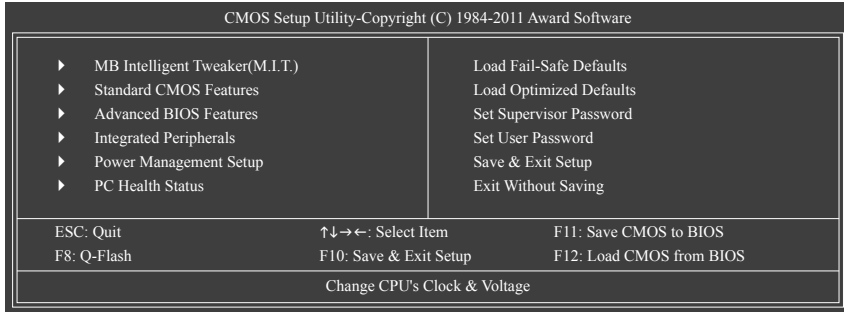 CMOS Setup Utility-Copyright (C) 1984-2011 Award Software
MB Intelligent Tweaker(M.I.T.)
Standard CMOS Features
Advanced BIOS Features
Integrated Peripherals
Power Management Setup
PC Health Status
Load Fail-Safe Defaults
Load Optimized Defaults
Set Supervisor Password
Set User Password
Save & Exit Setup
Exit Without Saving
ESC: Quit
↑↓→←: Select Item
F11: Save CMOS to BIOS
F8: Q-Flash
F10: Save & Exit Setup
F12: Load CMOS from BIOS
Change CPU's Clock & Voltage